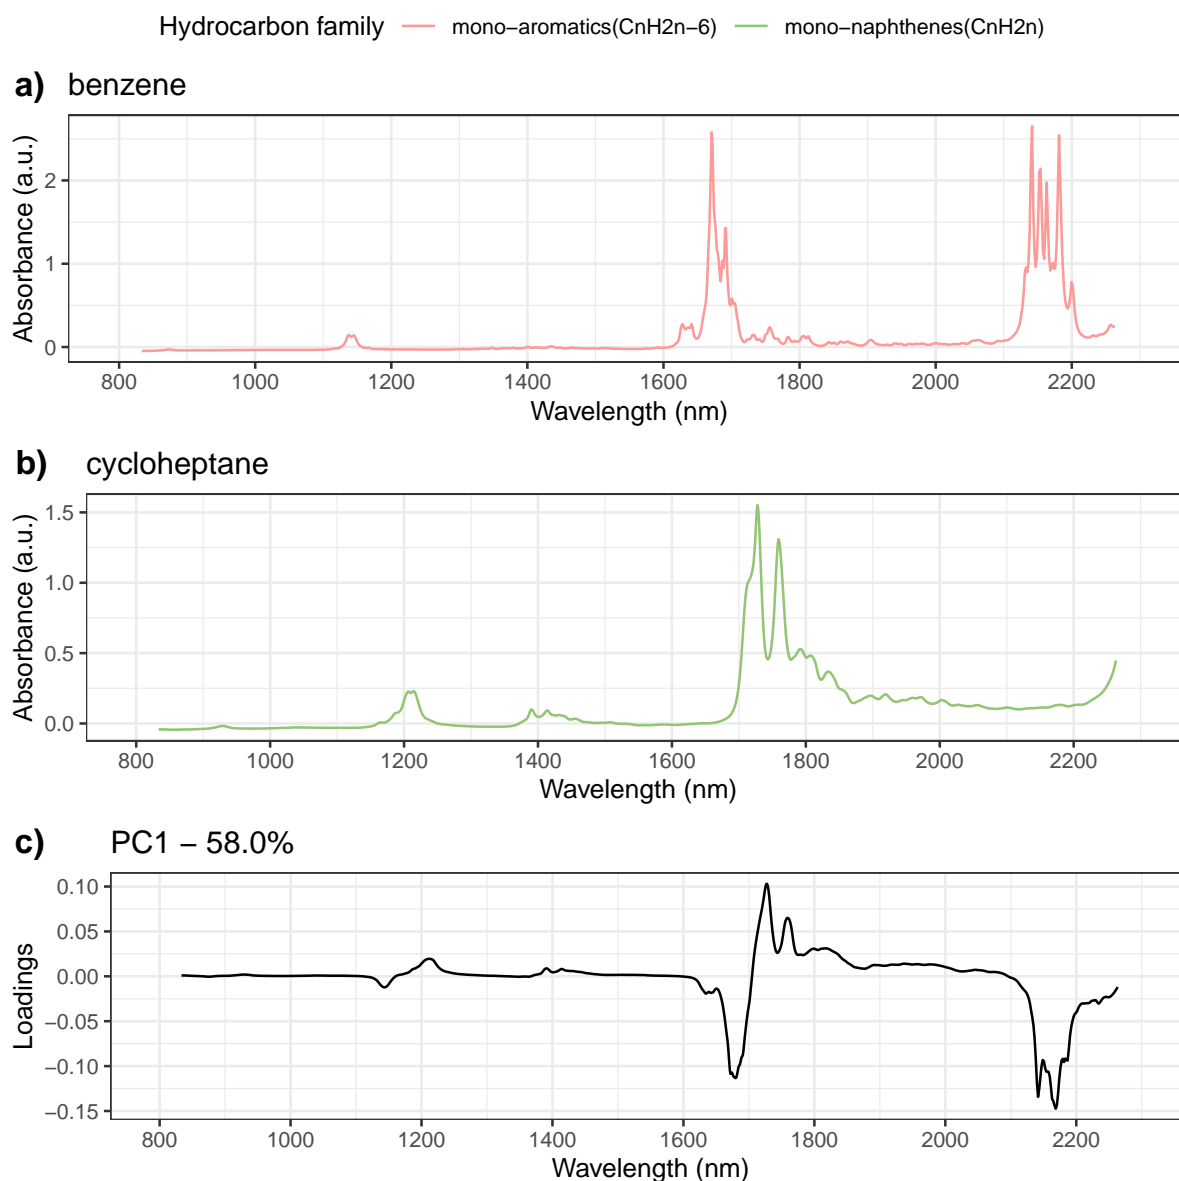 Hydrocarbon family mono−aromatics(CnH2n−6) mono−naphthenes(CnH2n)
a) benzene
Absorbance (a.u.)
2
1
0
800 1000 1200 1400 1600 1800 2000 2200
Wavelength (nm)
b) cycloheptane
Absorbance (a.u.)
1.5
1.0
0.5
0.0
800 1000 1200 1400 1600 1800 2000 2200
Wavelength (nm)
c) PC1 − 58.0%
Loadings
0.10
0.05
0.00
−0.05
−0.10
−0.15
800 1000 1200 1400 1600 1800 2000 2200
Wavelength (nm)